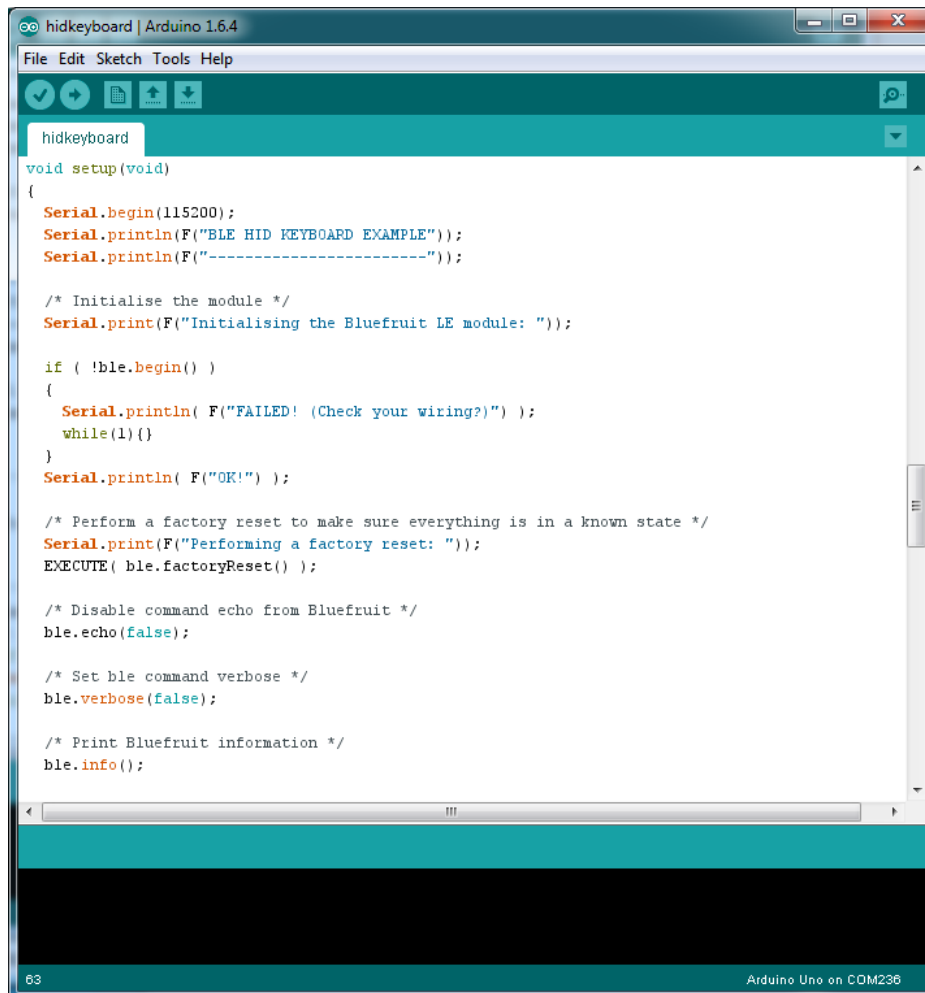 hidkeyboard | Arduino 1.6.4
File Edit Sketch Tools Help
hidkeyboard
void setup(void)
{
  Serial.begin(115200);
  Serial.println(F("BLE HID KEYBOARD EXAMPLE"));
  Serial.println(F("------------------------"));

  /* Initialise the module */
  Serial.print(F("Initialising the Bluefruit LE module: "));

  if ( !ble.begin() )
  {
    Serial.println( F("FAILED! (Check your wiring?)") );
    while(1){}
  }
  Serial.println( F("OK!") );

  /* Perform a factory reset to make sure everything is in a known state */
  Serial.print(F("Performing a factory reset: "));
  EXECUTE( ble.factoryReset() );

  /* Disable command echo from Bluefruit */
  ble.echo(false);

  /* Set ble command verbose */
  ble.verbose(false);

  /* Print Bluefruit information */
  ble.info();
63 Arduino Uno on COM236